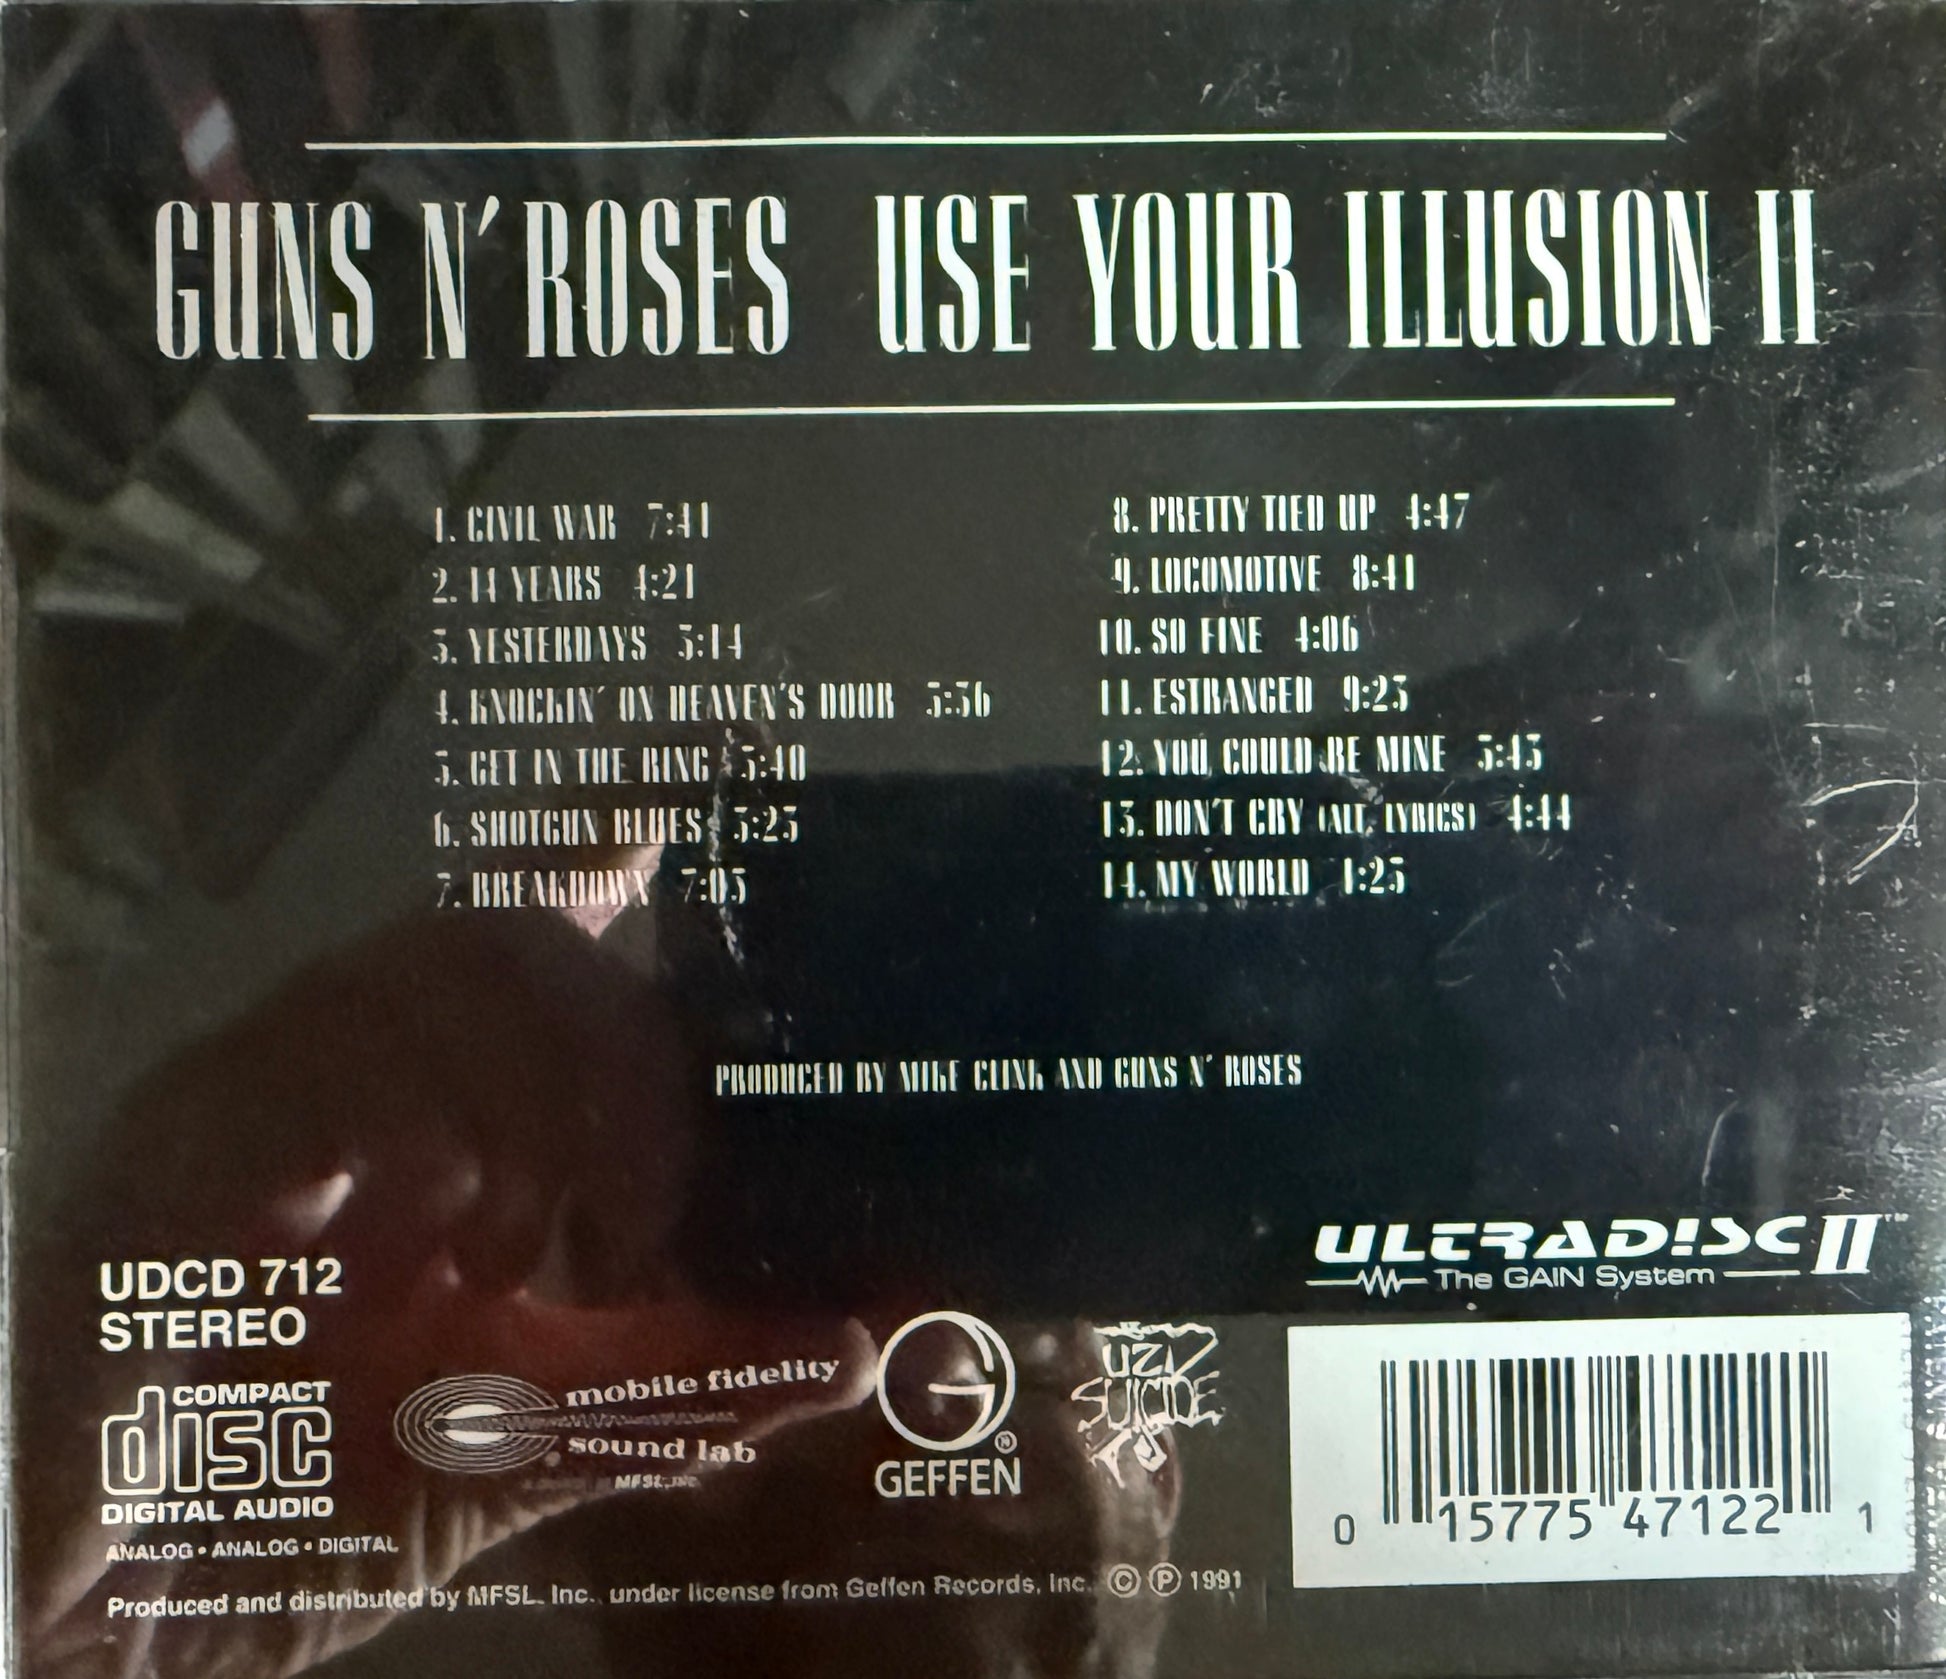 GUNS N' ROSES USE YOUR ILLUSION II
1. CIVIL WAR 7:41
2. 14 YEARS 4:21
3. YESTERDAYS 3:14
4. KNOCKIN' ON HEAVEN'S DOOR 5:36
5. GET IN THE RING 5:40
6. SHOTGUN BLUES 3:23
7. BREAKDOWN 7:03
8. PRETTY TIED UP 4:47
9. LOCOMOTIVE 8:41
10. SO FINE 4:06
11. ESTRANGED 9:23
12. YOU COULD BE MINE 5:43
13. DON'T CRY (ALT. LYRICS) 4:44
14. MY WORLD 1:23
PRODUCED BY MIKE CLINK AND GUNS N' ROSES
ULTRADISC II™
The GAIN System
UDCD 712
STEREO
COMPACT
disc
DIGITAL AUDIO
ANALOG • ANALOG • DIGITAL
mobile fidelity
sound lab
MFSL, INC.
GEFFEN
®
UZI
SUICIDE
0 15775 47122 1
Produced and distributed by MFSL, Inc., under license from Geffen Records, Inc. © ℗ 1991